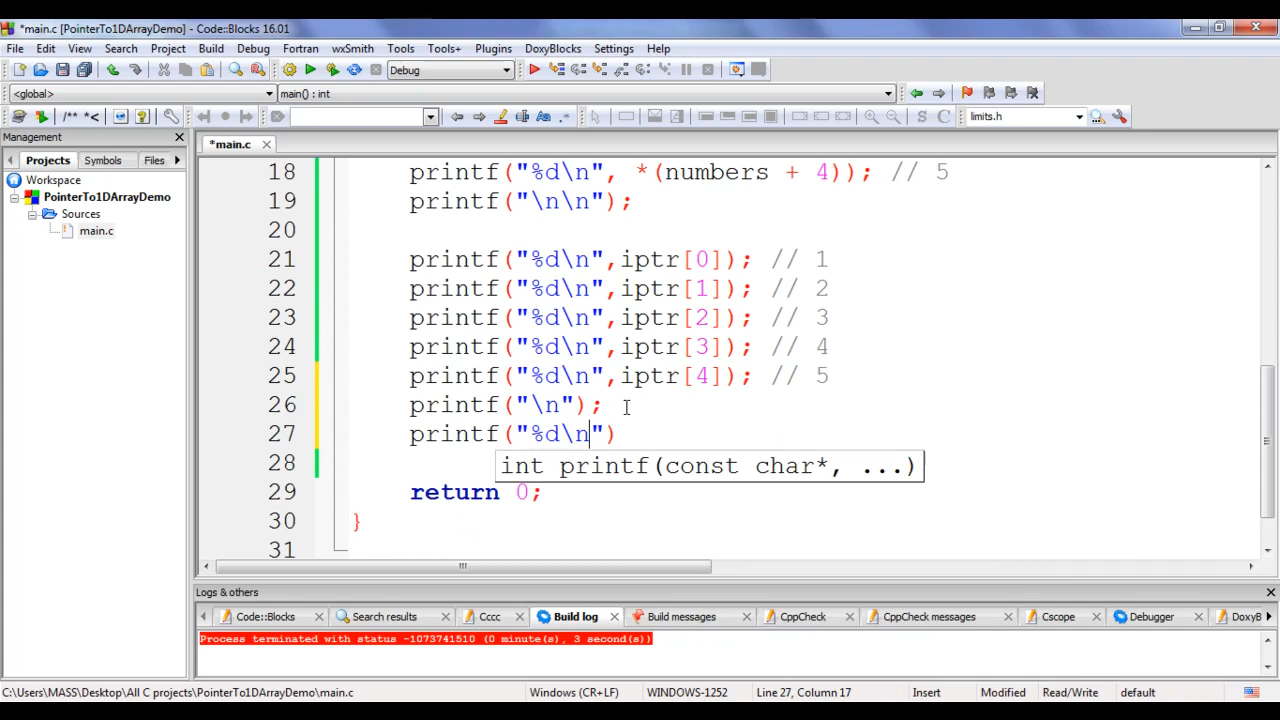 *main.c [PointerTo1DArrayDemo] - Code::Blocks 16.01
File Edit View Search Project Build Debug Fortran wxSmith Tools Tools+ Plugins DoxyBlocks Settings Help
Debug
<global> main() : int
/** *< Aa .* S C limits.h
Management
Projects Symbols Files
Workspace
PointerTo1DArrayDemo
Sources
main.c
*main.c
18 printf("%d\n", *(numbers + 4)); // 5
19 printf("\n\n");
20
21 printf("%d\n",iptr[0]); // 1
22 printf("%d\n",iptr[1]); // 2
23 printf("%d\n",iptr[2]); // 3
24 printf("%d\n",iptr[3]); // 4
25 printf("%d\n",iptr[4]); // 5
26 printf("\n");
27 printf("%d\n")
int printf(const char*, ...)
28
29 return 0;
30 }
31
Logs & others
Code::Blocks Search results Cccc Build log Build messages CppCheck CppCheck messages Cscope Debugger DoxyB
Process terminated with status -1073741510 (0 minute(s), 3 second(s))
C:\Users\MASS\Desktop\All C projects\PointerTo1DArrayDemo\main.c Windows (CR+LF) WINDOWS-1252 Line 27, Column 17 Insert Modified Read/Write default